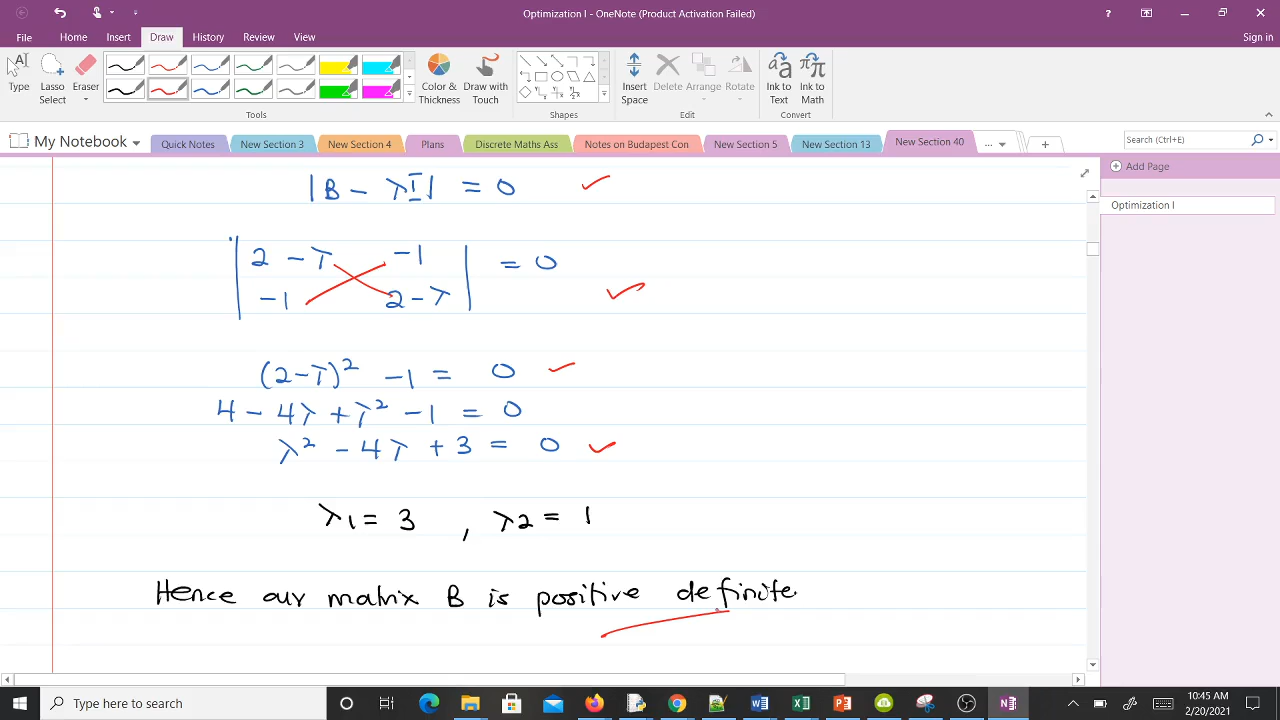 Optimization I - OneNote (Product Activation Failed)
File Home Insert Draw History Review View Sign in
Type Lasso Select Eraser Color & Thickness Draw with Touch Insert Space Delete Arrange Rotate Ink to Text Ink to Math
Tools Shapes Edit Convert
My Notebook Quick Notes New Section 3 New Section 4 Plans Discrete Mathematics Ass Notes on Budapest Con New Section 5 New Section 13 New Section 40 ... Search (Ctrl+E)
Add Page
Optimization I
|B - λI| = 0
| 2 - λ -1 | = 0
| -1 2 - λ |
(2-λ)² - 1 = 0
4 - 4λ + λ² - 1 = 0
λ² - 4λ + 3 = 0
λ1 = 3 , λ2 = 1
Hence our matrix B is positive definite
Type here to search
10:45 AM
2/20/2021